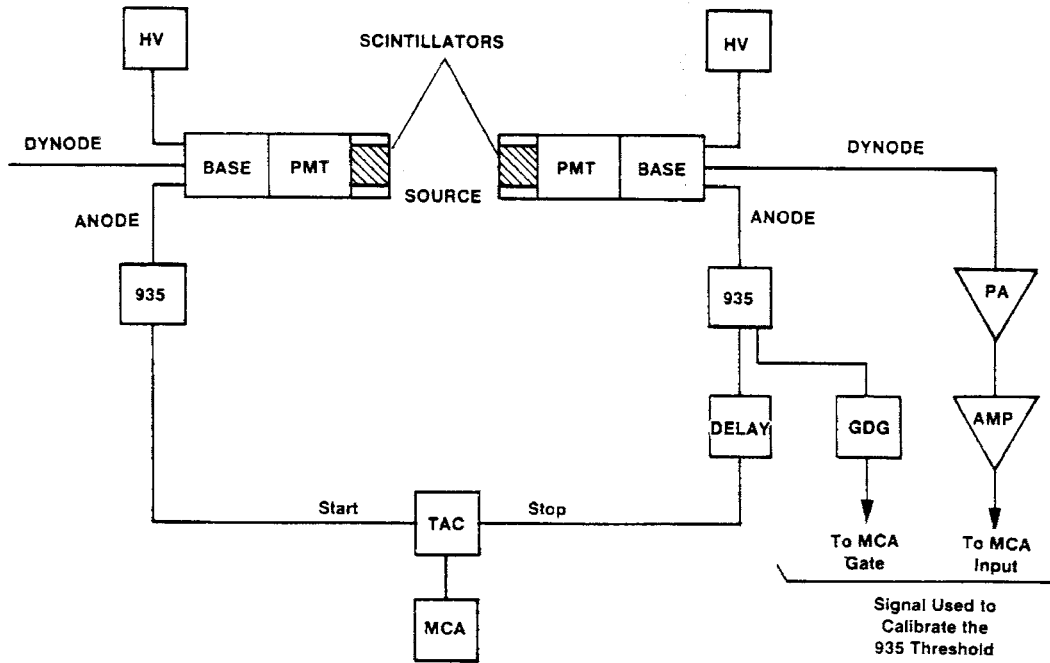 HV
SCINTILLATORS
HV
DYNODE
BASE
PMT
SOURCE
PMT
BASE
DYNODE
ANODE
ANODE
935
935
PA
DELAY
GDG
AMP
Start
TAC
Stop
MCA
To MCA
Gate
To MCA
Input
Signal Used to
Calibrate the
935 Threshold